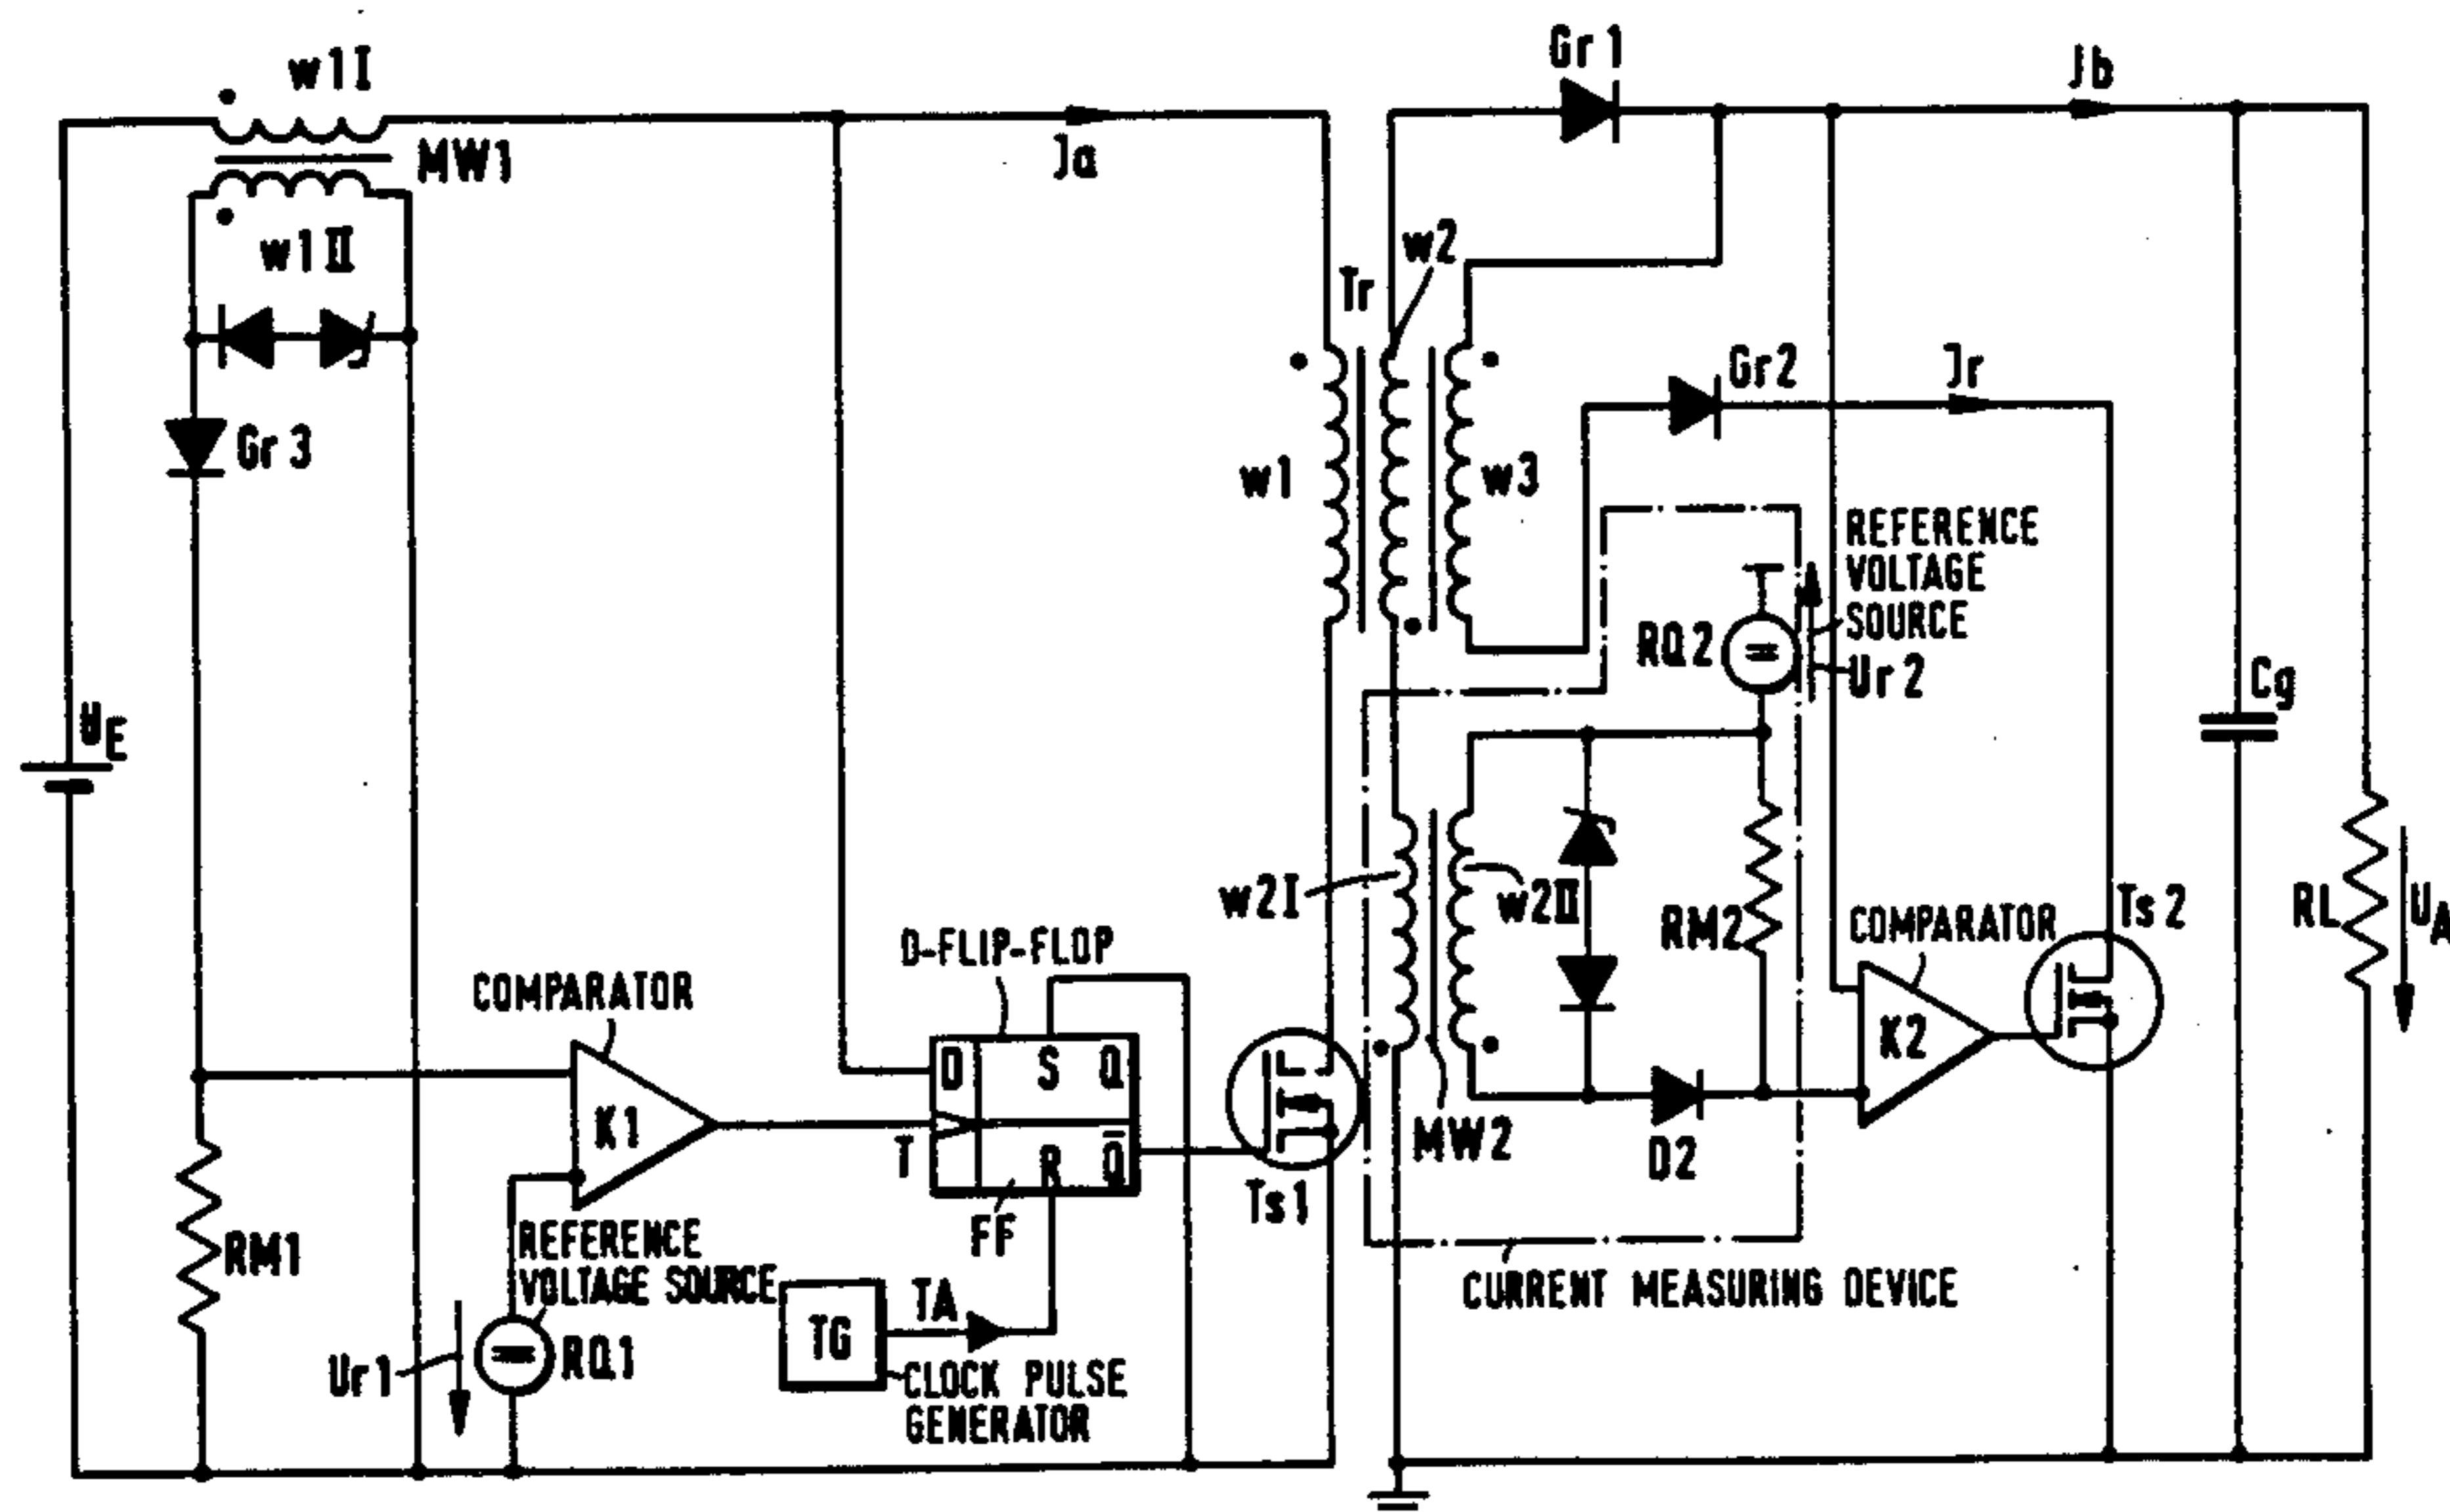 w1I
MW1
w1II
Gr3
Ja
Gr1
Jb
Tr
w2
w1
w3
Gr2
Jr
REFERENCE
VOLTAGE
SOURCE
RQ2
=
Ur2
Cg
UE
w2I
w2II
RM2
COMPARATOR
Ts2
RL
UA
D-FLIP-FLOP
COMPARATOR
D
S
Q
K1
T
R
Q̅
FF
Ts1
MW2
D2
K2
RM1
REFERENCE
VOLTAGE SOURCE
TG
TA
CURRENT MEASURING DEVICE
Ur1
=
RQ1
CLOCK PULSE
GENERATOR